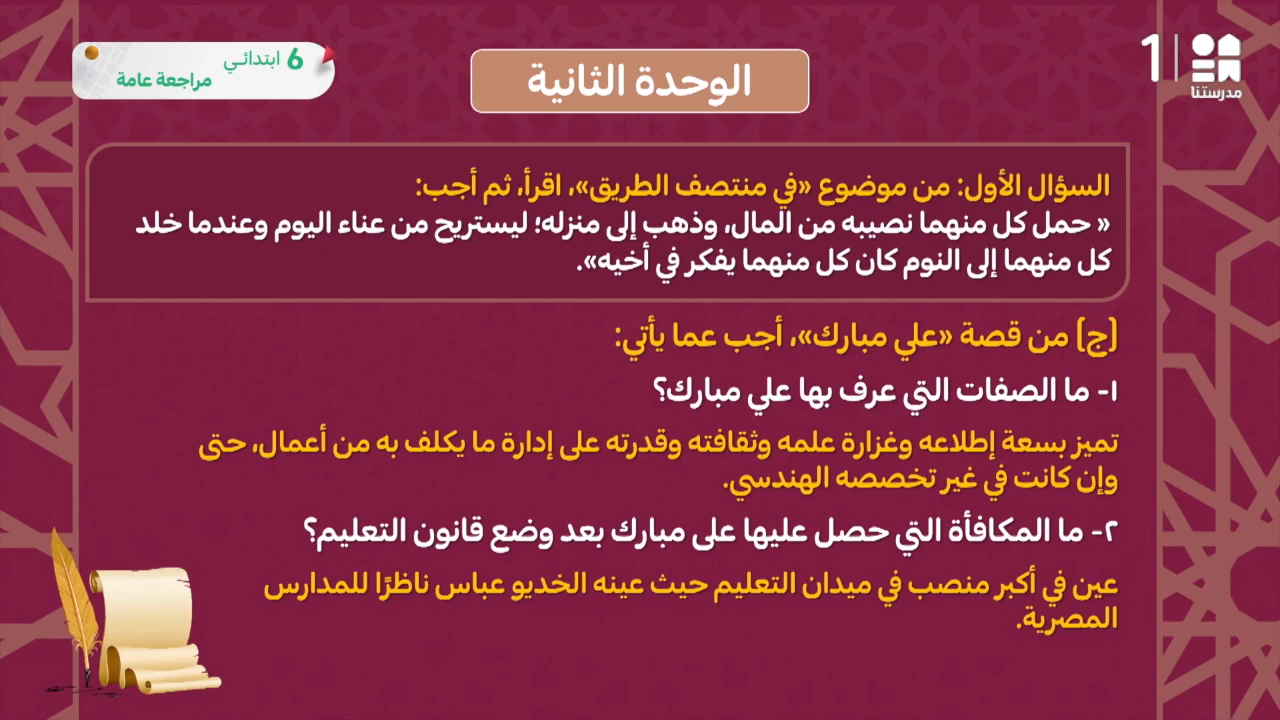 6 ابتدائي
مراجعة عامة
الوحدة الثانية
1
مدرستنا
السؤال الأول: من موضوع «في منتصف الطريق»، اقرأ، ثم أجب:
« حمل كل منهما نصيبه من المال، وذهب إلى منزله؛ ليستريح من عناء اليوم وعندما خلد
كل منهما إلى النوم كان كل منهما يفكر في أخيه».
(ج) من قصة «علي مبارك»، أجب عما يأتي:
١- ما الصفات التي عرف بها علي مبارك؟
تميز بسعة إطلاعه وغزارة علمه وثقافته وقدرته على إدارة ما يكلف به من أعمال، حتى
وإن كانت في غير تخصصه الهندسي.
٢- ما المكافأة التي حصل عليها على مبارك بعد وضع قانون التعليم؟
عين في أكبر منصب في ميدان التعليم حيث عينه الخديو عباس ناظرًا للمدارس
المصرية.